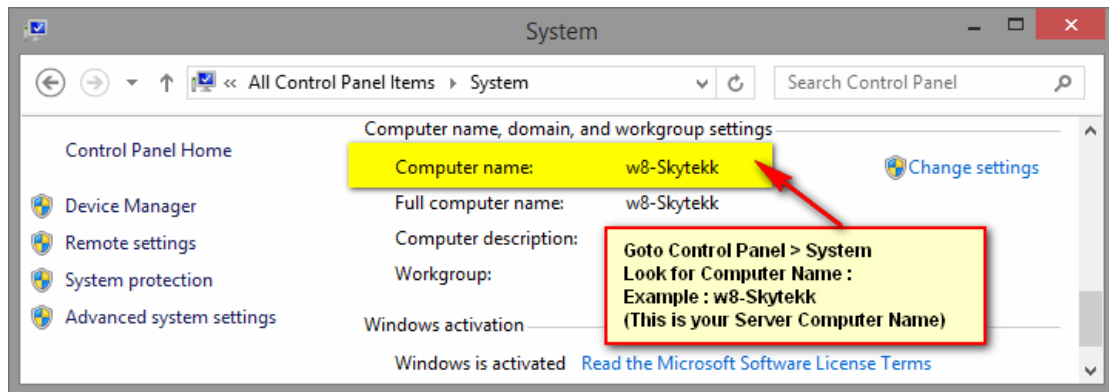 System
« All Control Panel Items System
Search Control Panel
Control Panel Home
Device Manager
Remote settings
System protection
Advanced system settings
Computer name, domain, and workgroup settings
Computer name: w8-Skytekk
Change settings
Full computer name: w8-Skytekk
Computer description:
Workgroup:
Goto Control Panel > System
Look for Computer Name :
Example : w8-Skytekk
(This is your Server Computer Name)
Windows activation
Windows is activated Read the Microsoft Software License Terms